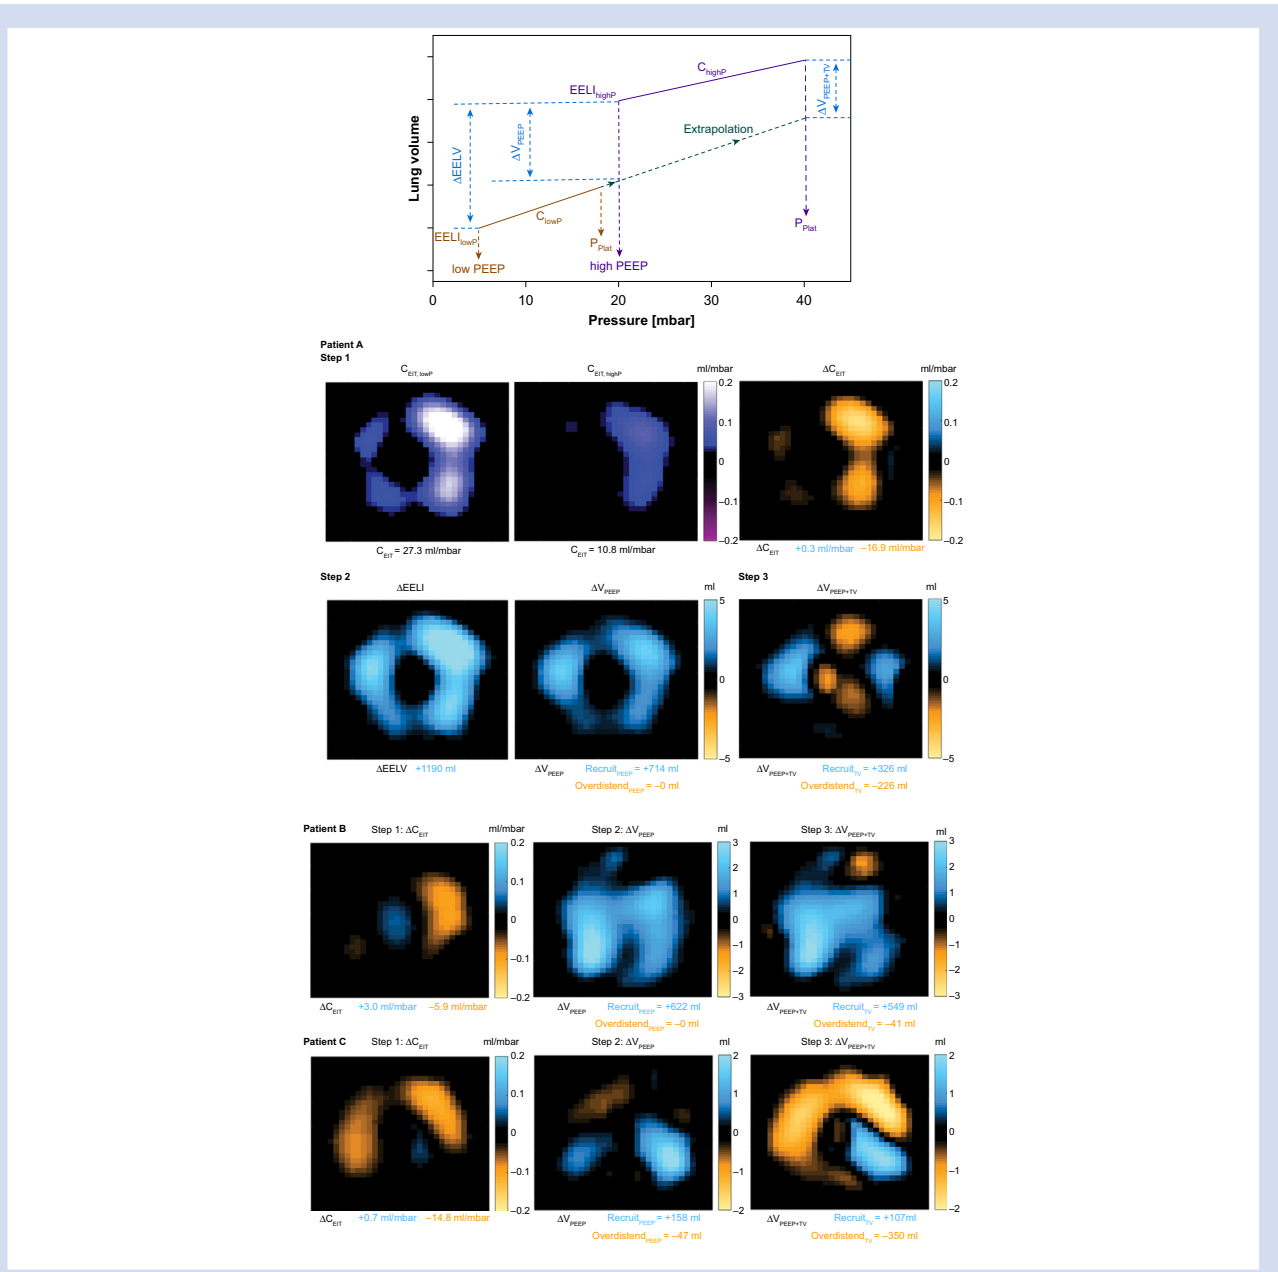 C_highP
EELI_highP
ΔV_PEEP+TV
Extrapolation
ΔV_PEEP
ΔEELV
Lung volume
C_lowP
EELI_lowP
P_Plat
P_Plat
low PEEP
high PEEP
0 10 20 30 40
Pressure [mbar]
Patient A
Step 1
C_EIT, lowP C_EIT, highP ml/mbar ΔC_EIT ml/mbar
0.2 0.2
0.1 0.1
0 0
–0.1 –0.1
–0.2 –0.2
C_EIT = 27.3 ml/mbar C_EIT = 10.8 ml/mbar ΔC_EIT +0.3 ml/mbar –16.9 ml/mbar
Step 2 Step 3
ΔEELI ΔV_PEEP ml ΔV_PEEP+TV ml
5 5
0 0
–5 –5
ΔEELV +1190 ml ΔV_PEEP Recruit_PEEP = +714 ml ΔV_PEEP+TV Recruit_TV = +326 ml
Overdistend_PEEP = –0 ml Overdistend_TV = –226 ml
Patient B Step 1: ΔC_EIT ml/mbar Step 2: ΔV_PEEP ml Step 3: ΔV_PEEP+TV ml
0.2 3 3
2 2
0.1 1 1
0 0 0
–0.1 –1 –1
–2 –2
–0.2 –3 –3
ΔC_EIT +3.0 ml/mbar –5.9 ml/mbar ΔV_PEEP Recruit_PEEP = +622 ml ΔV_PEEP+TV Recruit_TV = +549 ml
Overdistend_PEEP = –0 ml Overdistend_TV = –41 ml
Patient C Step 1: ΔC_EIT ml/mbar Step 2: ΔV_PEEP ml Step 3: ΔV_PEEP+TV ml
0.2 2 2
0.1 1 1
0 0 0
–0.1 –1 –1
–0.2 –2 –2
ΔC_EIT +0.7 ml/mbar –14.8 ml/mbar ΔV_PEEP Recruit_PEEP = +158 ml ΔV_PEEP+TV Recruit_TV = +107ml
Overdistend_PEEP = –47 ml Overdistend_TV = –350 ml